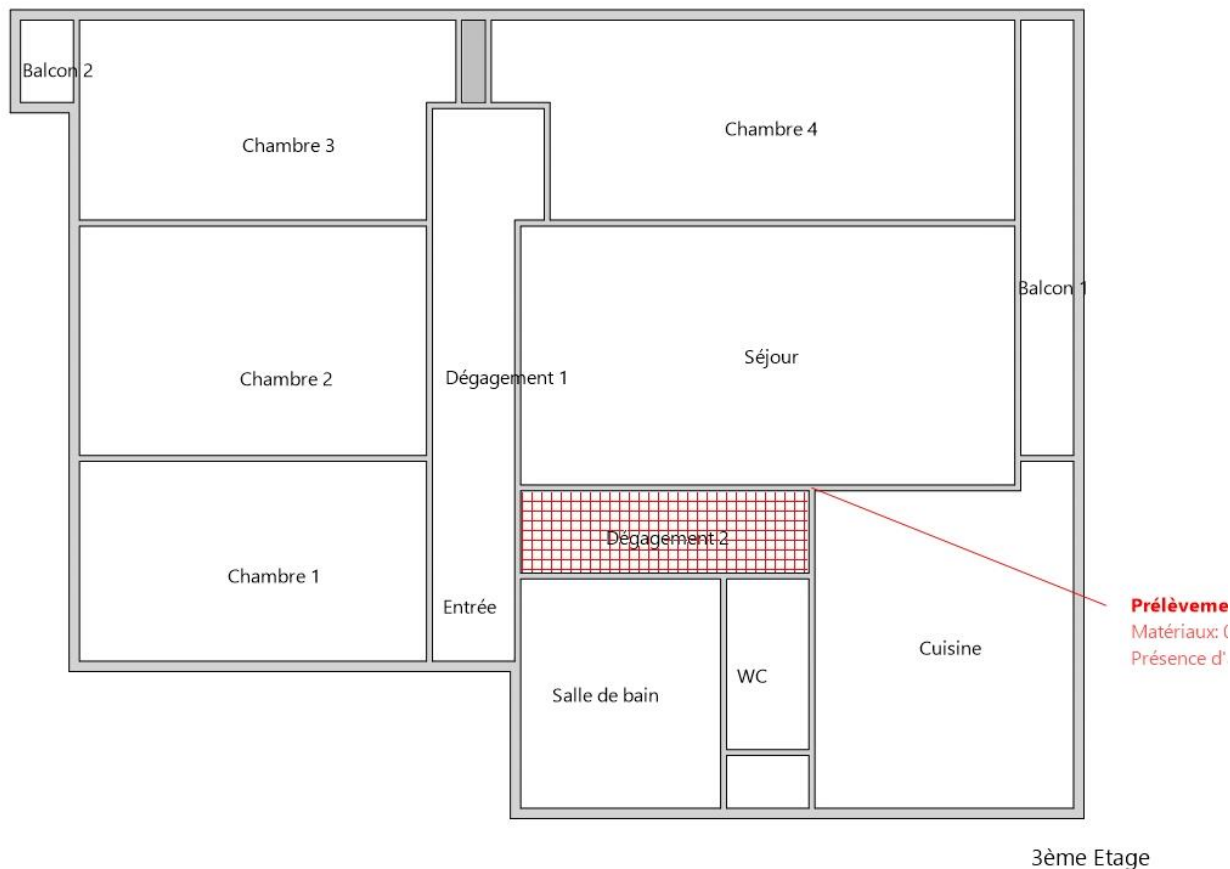 Balcon 2
Chambre 3
Chambre 4
Balcon 1
Séjour
Chambre 2
Dégagement 1
Dégagement 2
Chambre 1
Entrée
Prélèveme
Matériaux: 0
Présence d'
Cuisine
WC
Salle de bain
3ème Etage